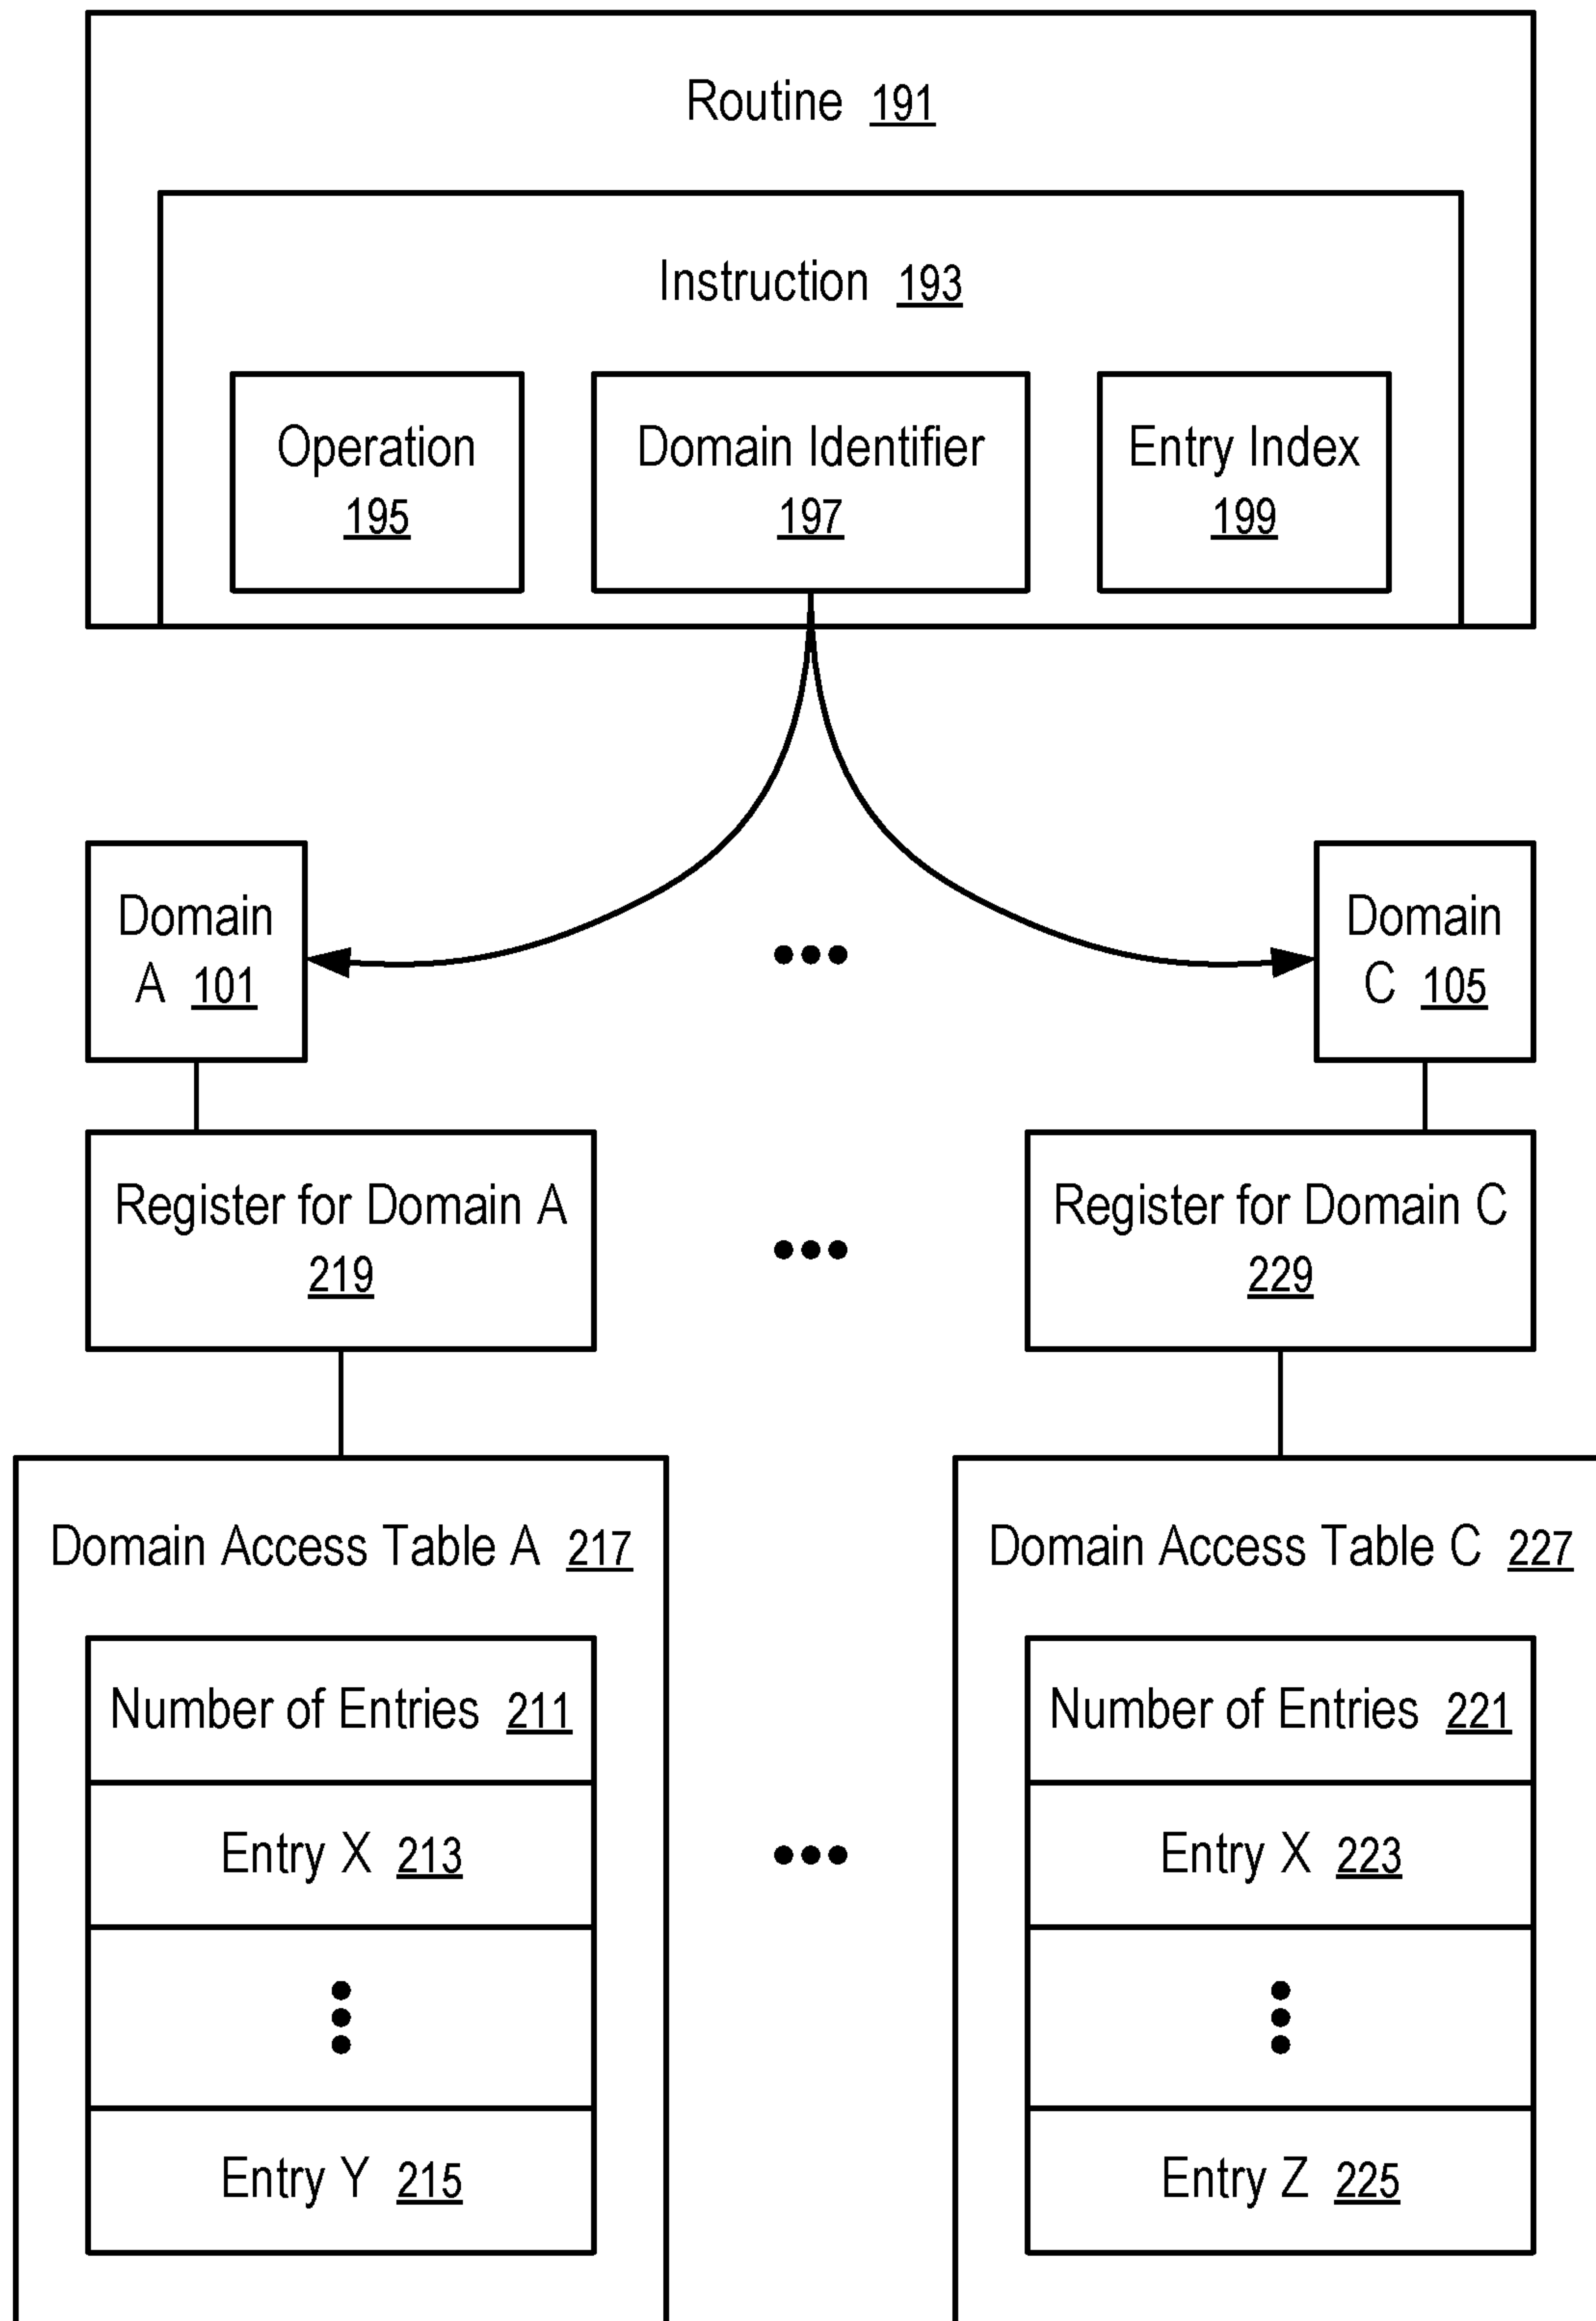 Routine 191
Instruction 193
Operation
195
Domain Identifier
197
Entry Index
199
Domain
A 101
Domain
C 105
Register for Domain A
219
Register for Domain C
229
Domain Access Table A 217
Number of Entries 211
Entry X 213
Entry Y 215
Domain Access Table C 227
Number of Entries 221
Entry X 223
Entry Z 225